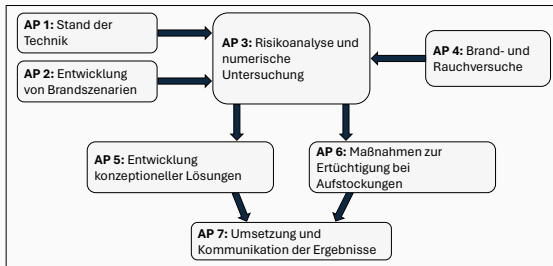 AP 1: Stand der
Technik
AP 2: Entwicklung
von Brandszenarien
AP 3: Risikoanalyse und
numerische
Untersuchung
AP 4: Brand- und
Rauchversuche
AP 5: Entwicklung
konzeptioneller Lösungen
AP 6: Maßnahmen zur
Ertüchtigung bei
Aufstockungen
AP 7: Umsetzung und
Kommunikation der Ergebnisse